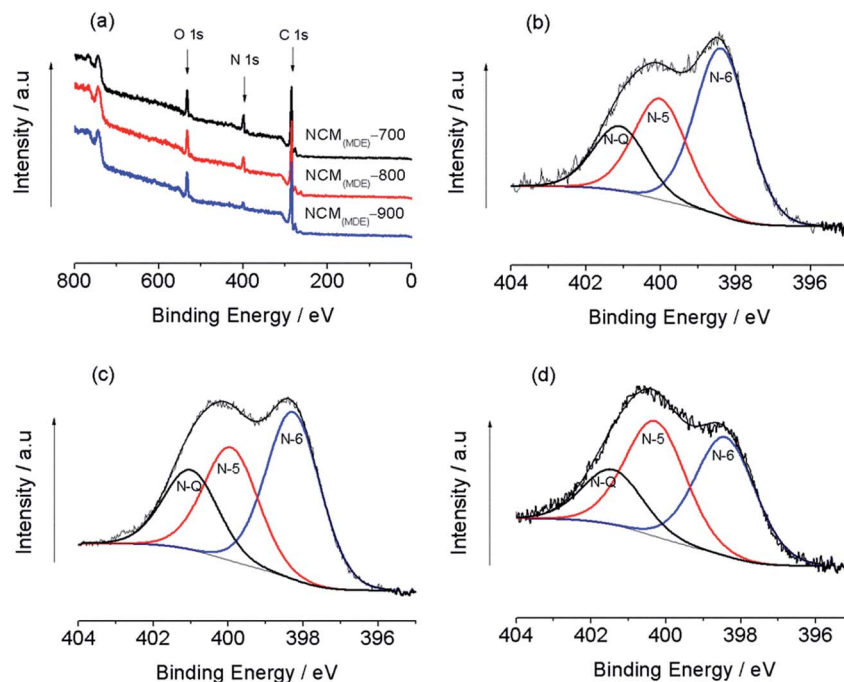 (a)
O 1s
N 1s
C 1s
NCM(MDE)−700
NCM(MDE)−800
NCM(MDE)−900
Intensity / a.u
800 600 400 200 0
Binding Energy / eV
(b)
N-Q
N-5
N-6
Intensity / a.u
404 402 400 398 396
Binding Energy / eV
(c)
N-Q
N-5
N-6
Intensity / a.u
404 402 400 398 396
Binding Energy / eV
(d)
N-Q
N-5
N-6
Intensity / a.u
404 402 400 398 396
Binding Energy / eV